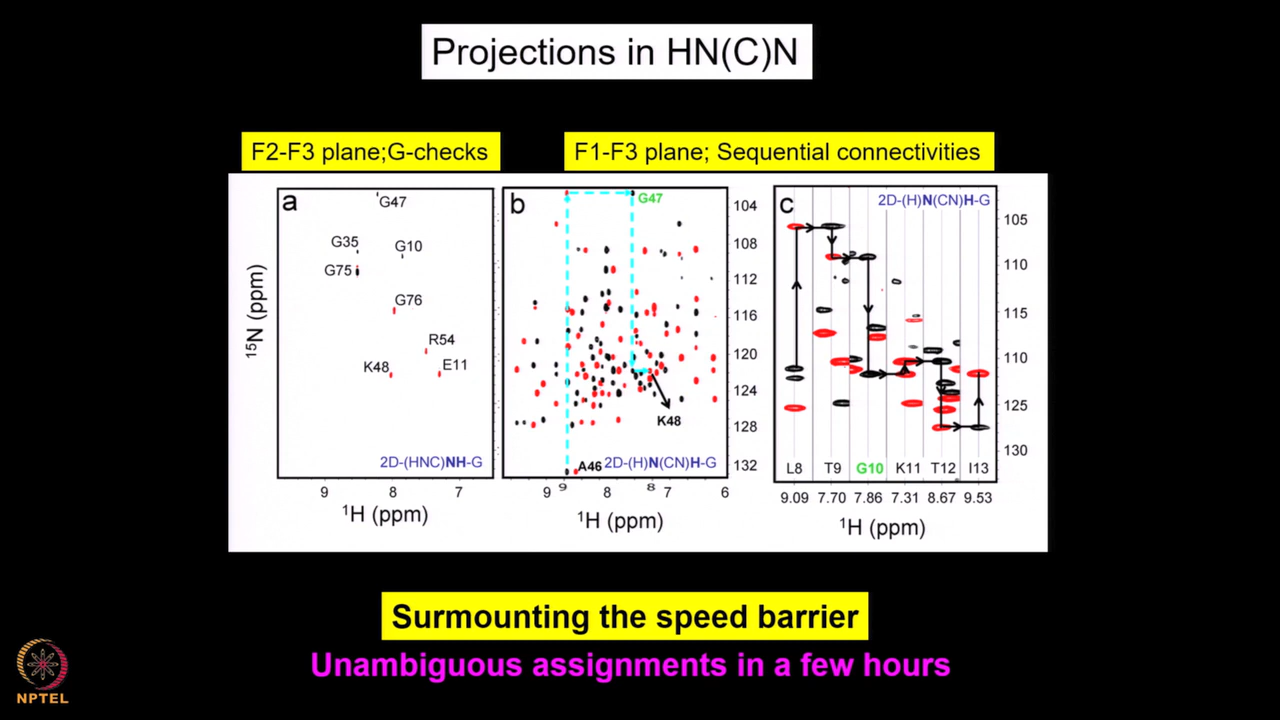 Projections in HN(C)N
F2-F3 plane;G-checks
F1-F3 plane; Sequential connectivities
a
G47
G35
G10
G75
G76
R54
K48
E11
2D-(HNC)NH-G
¹⁵N (ppm)
9 8 7
¹H (ppm)
b
G47
K48
A46
2D-(H)N(CN)H-G
104
108
112
116
120
124
128
132
9 9 8 8 7 6
¹H (ppm)
c
2D-(H)N(CN)H-G
105
110
115
110
125
130
L8 T9 G10 K11 T12 I13
9.09 7.70 7.86 7.31 8.67 9.53
¹H (ppm)
Surmounting the speed barrier
Unambiguous assignments in a few hours
NPTEL